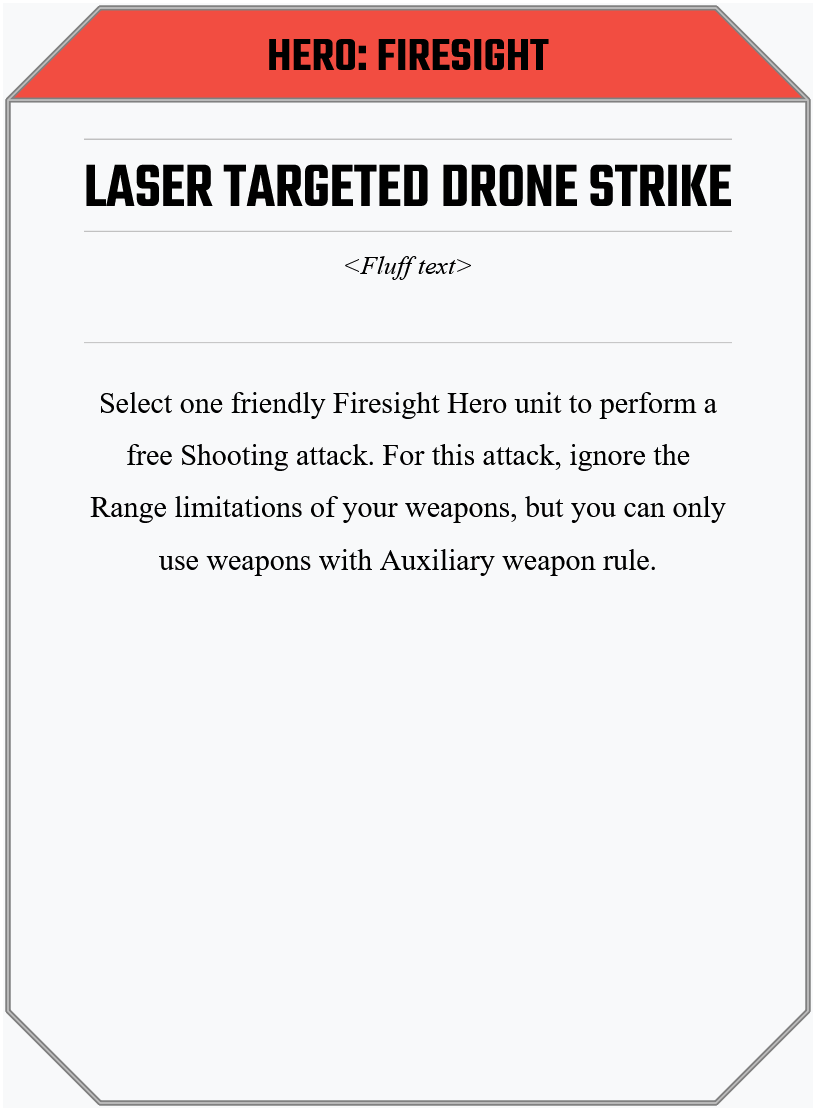 HERO: FIRESIGHT
LASER TARGETED DRONE STRIKE
<Fluff text>
Select one friendly Firesight Hero unit to perform a
free Shooting attack. For this attack, ignore the
Range limitations of your weapons, but you can only
use weapons with Auxiliary weapon rule.